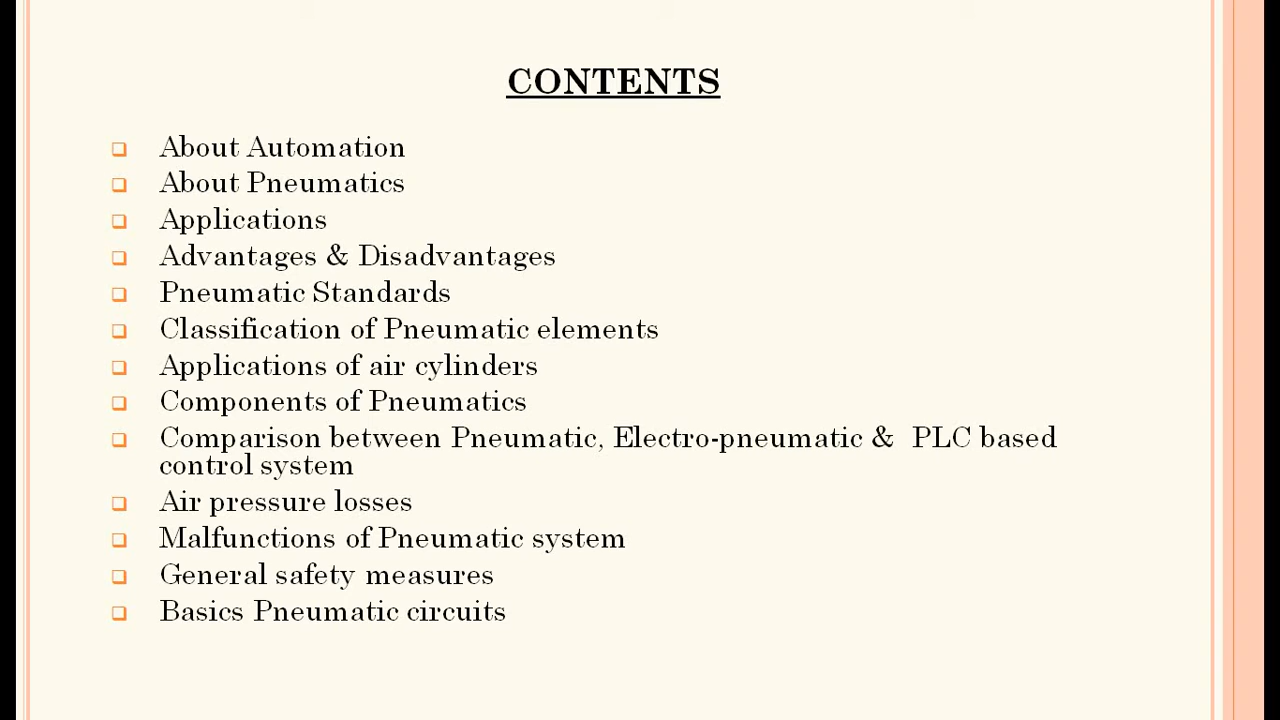 CONTENTS
About Automation
About Pneumatics
Applications
Advantages & Disadvantages
Pneumatic Standards
Classification of Pneumatic elements
Applications of air cylinders
Components of Pneumatics
Comparison between Pneumatic, Electro-pneumatic &  PLC based
control system
Air pressure losses
Malfunctions of Pneumatic system
General safety measures
Basics Pneumatic circuits